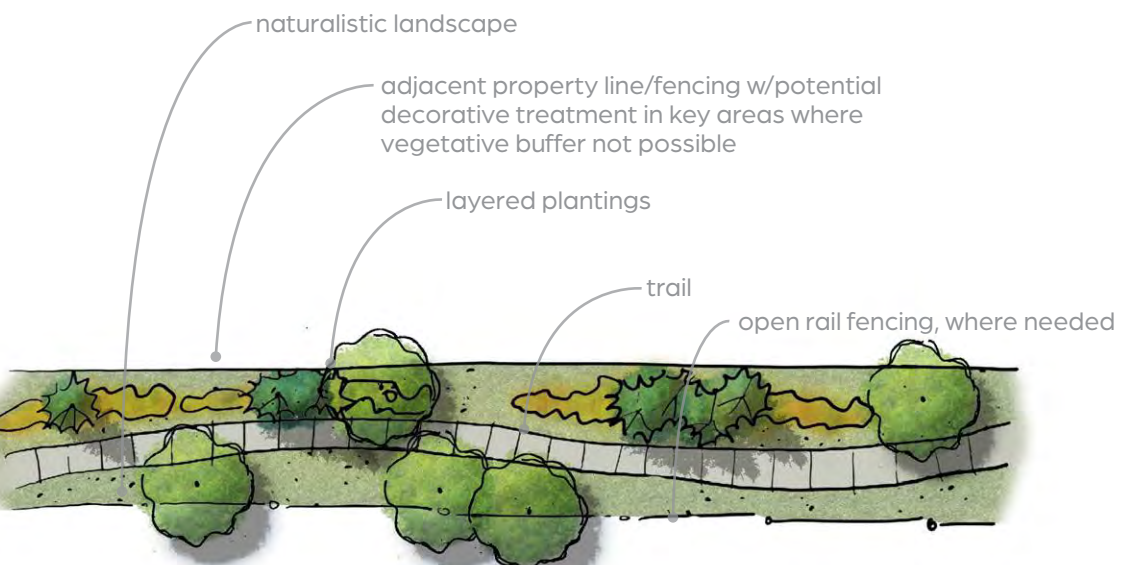 naturalistic landscape
adjacent property line/fencing w/potential
decorative treatment in key areas where
vegetative buffer not possible
layered plantings
trail
open rail fencing, where needed